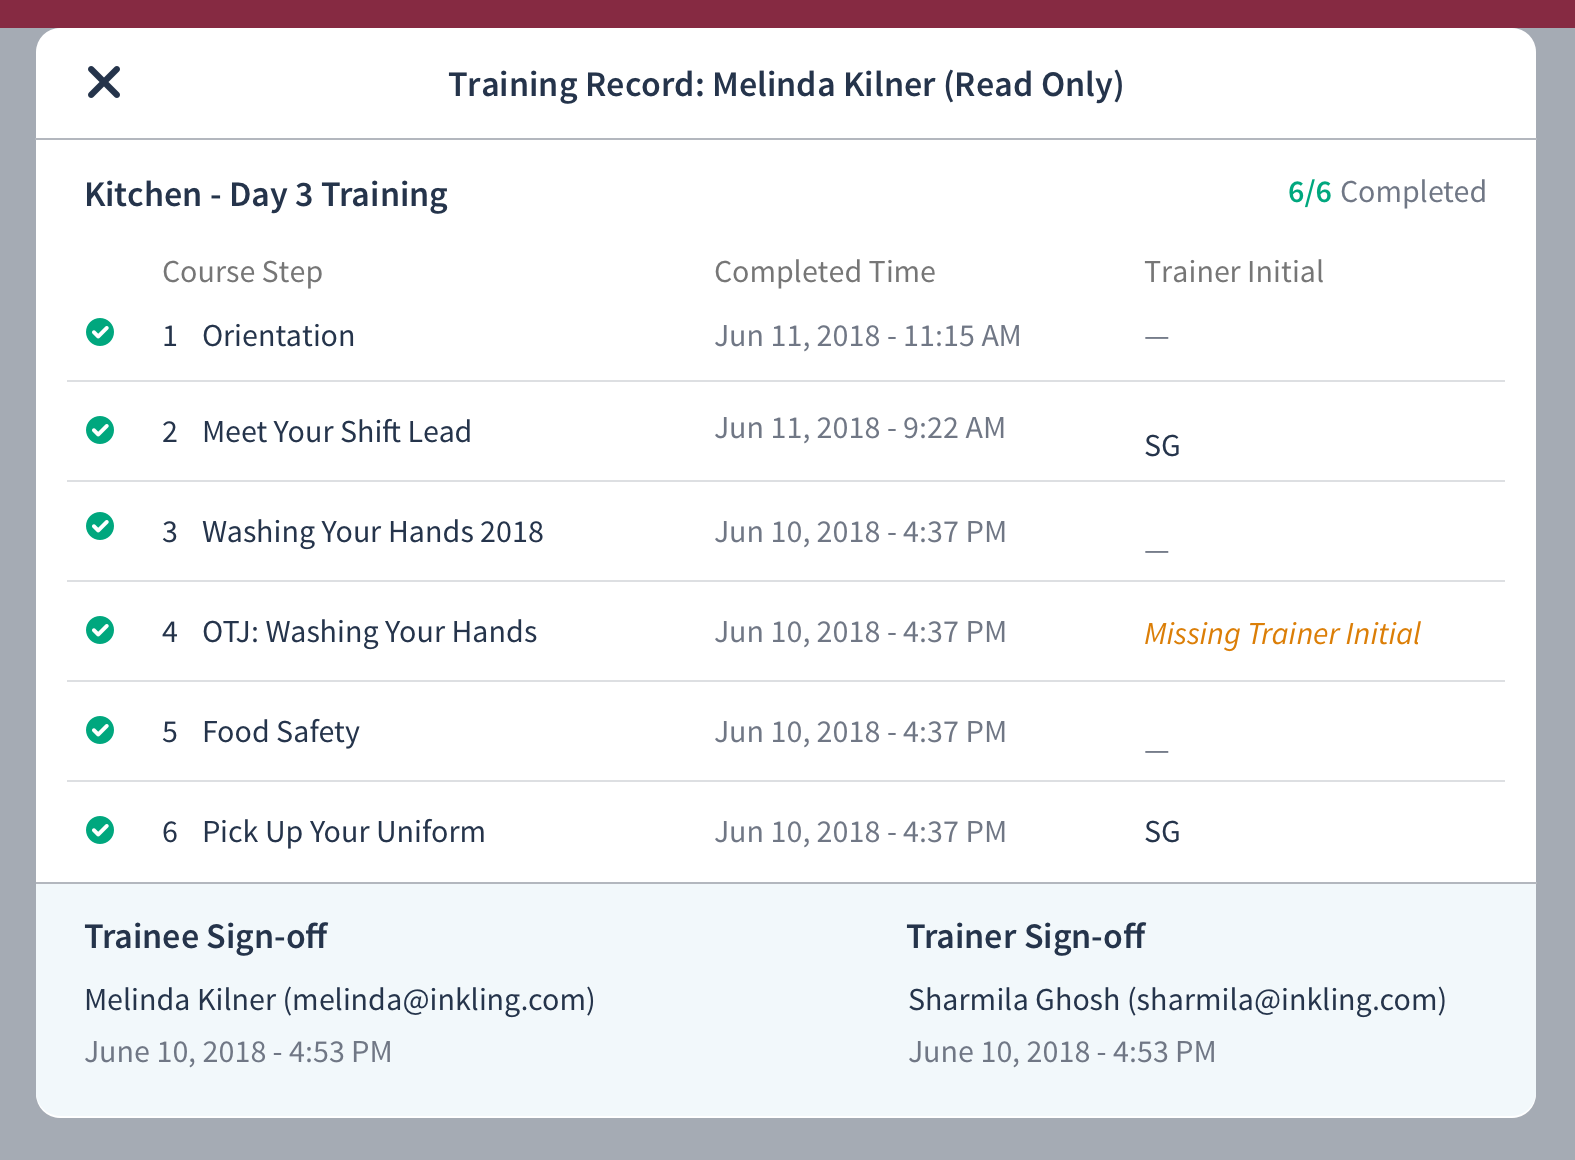 Training Record: Melinda Kilner (Read Only)
Kitchen - Day 3 Training 6/6 Completed
Course Step Completed Time Trainer Initial
1 Orientation Jun 11, 2018 - 11:15 AM —
2 Meet Your Shift Lead Jun 11, 2018 - 9:22 AM SG
3 Washing Your Hands 2018 Jun 10, 2018 - 4:37 PM —
4 OTJ: Washing Your Hands Jun 10, 2018 - 4:37 PM Missing Trainer Initial
5 Food Safety Jun 10, 2018 - 4:37 PM —
6 Pick Up Your Uniform Jun 10, 2018 - 4:37 PM SG
Trainee Sign-off Trainer Sign-off
Melinda Kilner (melinda@inkling.com) Sharmila Ghosh (sharmila@inkling.com)
June 10, 2018 - 4:53 PM June 10, 2018 - 4:53 PM